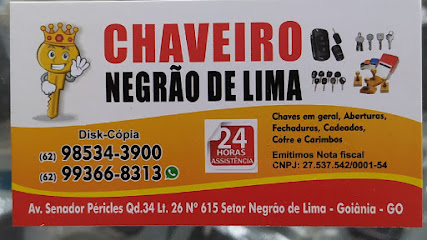 CHAVEIRO
NEGRÃO DE LIMA
Disk-Cópia
(62) 98534-3900
(62) 99366-8313
24
HORAS
ASSISTÊNCIA
Chaves em geral, Aberturas,
Fechaduras, Cadeados,
Cofre e Carimbos
Emitimos Nota fiscal
CNPJ: 27.537.542/0001-54
Av. Senador Péricles Qd.34 Lt. 26 Nº 615 Setor Negrão de Lima - Goiânia - GO